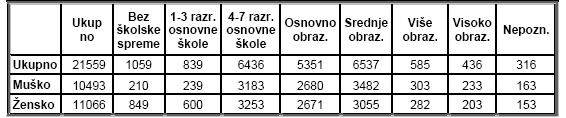 Ukup no | Bez školske spreme | 1-3 razr. osnovne škole | 4-7 razr. osnovne škole | Osnovno obraz. | Srednje obraz. | Više obraz. | Visoko obraz. | Nepozn.
Ukupno | 21559 | 1059 | 839 | 6436 | 5351 | 6537 | 585 | 436 | 316
Muško | 10493 | 210 | 239 | 3183 | 2680 | 3482 | 303 | 233 | 163
Žensko | 11066 | 849 | 600 | 3253 | 2671 | 3055 | 282 | 203 | 153